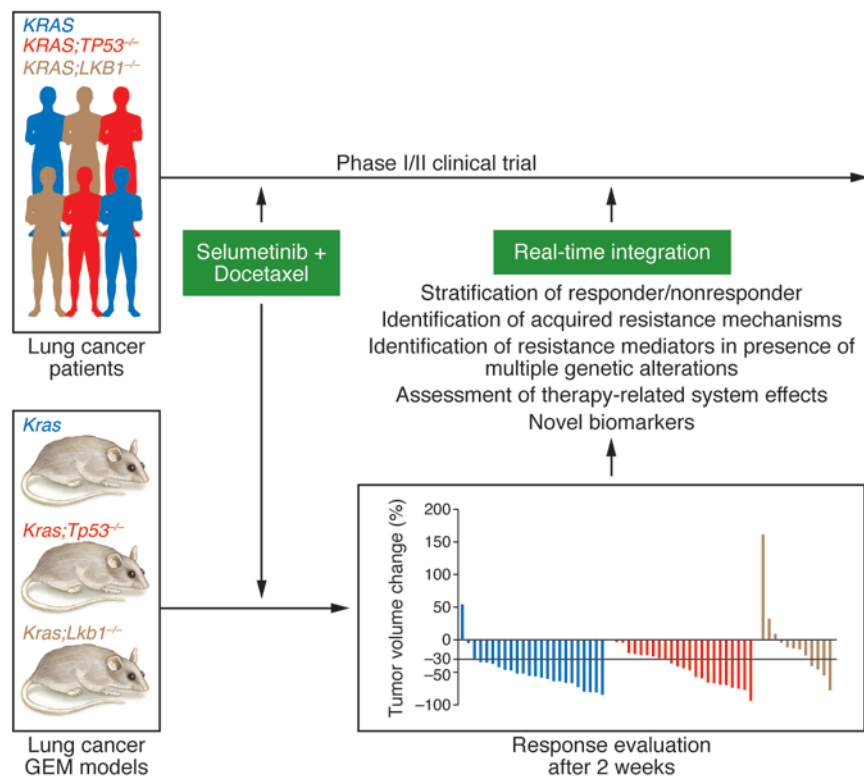 KRAS
KRAS;TP53–/–
KRAS;LKB1–/–
Lung cancer
patients
Phase I/II clinical trial
Selumetinib +
Docetaxel
Real-time integration
Stratification of responder/nonresponder
Identification of acquired resistance mechanisms
Identification of resistance mediators in presence of
multiple genetic alterations
Assessment of therapy-related system effects
Novel biomarkers
Kras
Kras;Tp53–/–
Kras;Lkb1–/–
Lung cancer
GEM models
Tumor volume change (%)
200
150
100
50
0
–30
–50
–100
Response evaluation
after 2 weeks